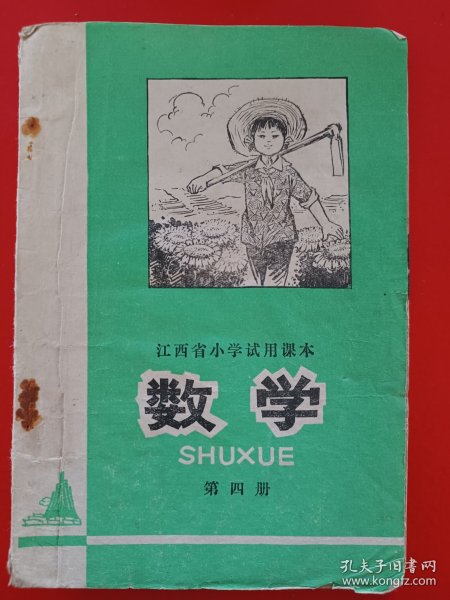 江西省小学试用课本
数学
SHUXUE
第四册
孔夫子旧书网
www.kongfz.com